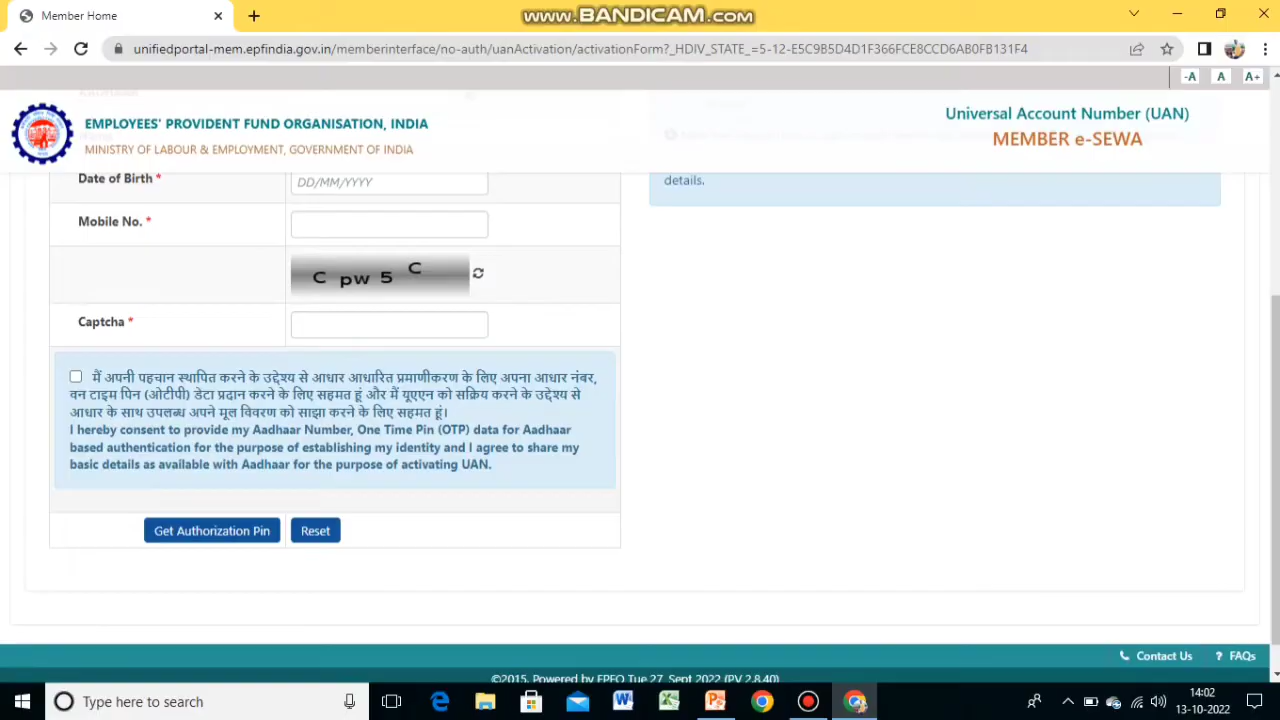 Member Home
www.BANDICAM.com
unifiedportal-mem.epfindia.gov.in/memberinterface/no-auth/uanActivation/activationForm?_HDIV_STATE_=5-12-E5C9B5D4D1F366FCE8CCD6AB0FB131F4
-A A A+
EMPLOYEES' PROVIDENT FUND ORGANISATION, INDIA
MINISTRY OF LABOUR & EMPLOYMENT, GOVERNMENT OF INDIA
Universal Account Number (UAN)
MEMBER e-SEWA
Date of Birth *
DD/MM/YYYY
details.
Mobile No. *
C pw 5 C
Captcha *
मैं अपनी पहचान स्थापित करने के उद्देश्य से आधार आधारित प्रमाणीकरण के लिए अपना आधार नंबर,
वन टाइम पिन (ओटीपी) डेटा प्रदान करने के लिए सहमत हूं और मैं यूएएन को सक्रिय करने के उद्देश्य से
आधार के साथ उपलब्ध अपने मूल विवरण को साझा करने के लिए सहमत हूं।
I hereby consent to provide my Aadhaar Number, One Time Pin (OTP) data for Aadhaar
based authentication for the purpose of establishing my identity and I agree to share my
basic details as available with Aadhaar for the purpose of activating UAN.
Get Authorization Pin
Reset
Contact Us
? FAQs
©2015. Powered by EPFO Tue 27. Sept 2022 (PV 2.8.40)
Type here to search
14:02
13-10-2022